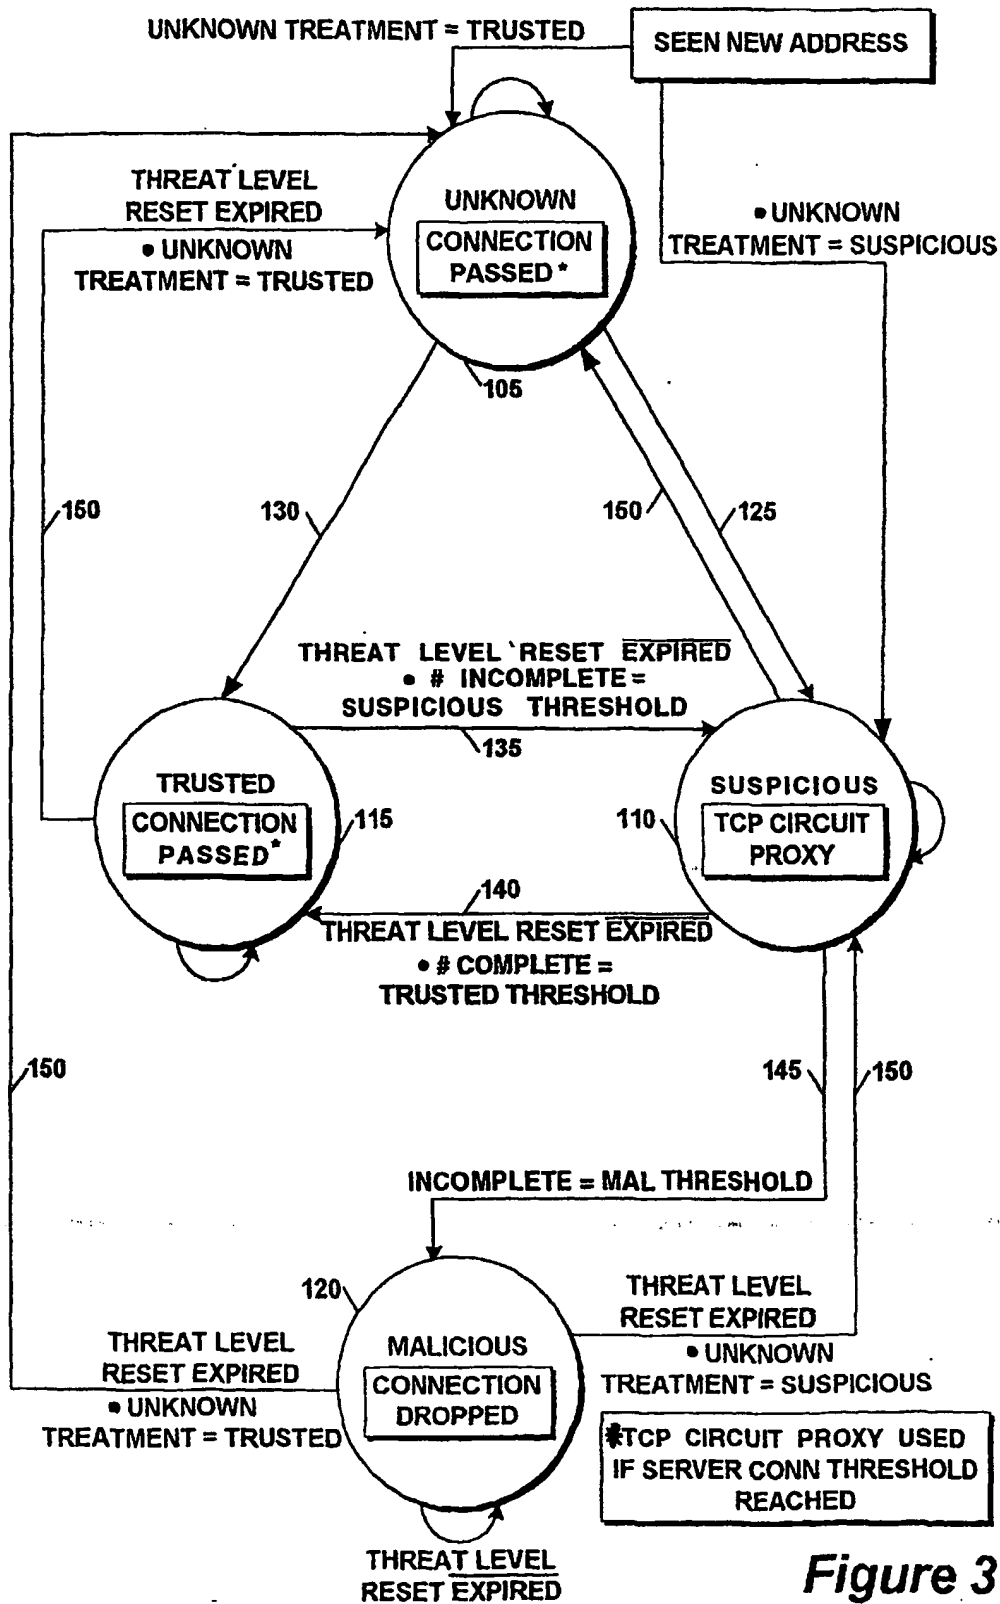 UNKNOWN TREATMENT = TRUSTED
SEEN NEW ADDRESS
THREAT LEVEL
RESET EXPIRED
• UNKNOWN
TREATMENT = TRUSTED
UNKNOWN
CONNECTION
PASSED*
• UNKNOWN
TREATMENT = SUSPICIOUS
105
150
130
150
125
THREAT LEVEL RESET EXPIRED
• # INCOMPLETE =
SUSPICIOUS THRESHOLD
135
TRUSTED
CONNECTION
PASSED*
115
110
SUSPICIOUS
TCP CIRCUIT
PROXY
140
THREAT LEVEL RESET EXPIRED
• # COMPLETE =
TRUSTED THRESHOLD
150
145
150
INCOMPLETE = MAL THRESHOLD
120
THREAT LEVEL
RESET EXPIRED
• UNKNOWN
TREATMENT = TRUSTED
MALICIOUS
CONNECTION
DROPPED
THREAT LEVEL
RESET EXPIRED
• UNKNOWN
TREATMENT = SUSPICIOUS
*TCP CIRCUIT PROXY USED
IF SERVER CONN THRESHOLD
REACHED
THREAT LEVEL
RESET EXPIRED
Figure 3